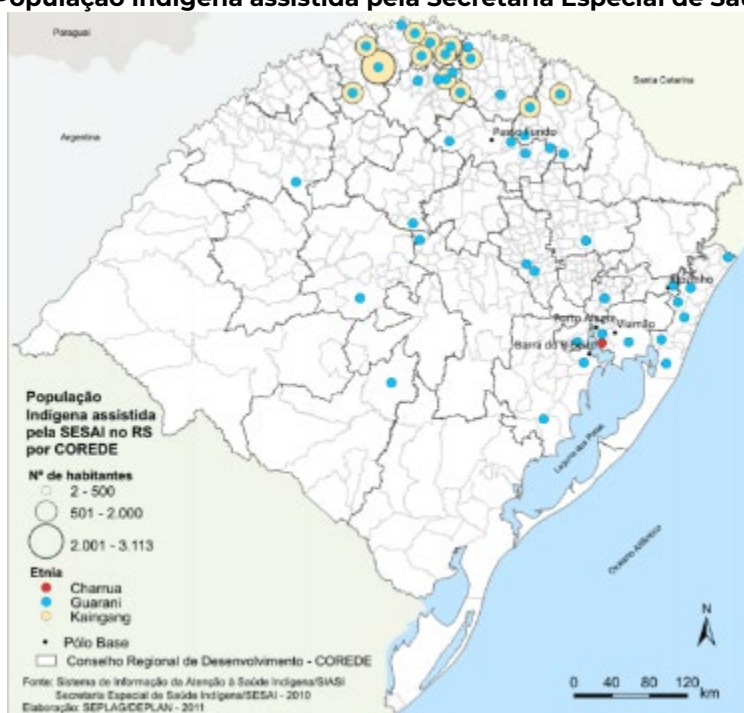 População indígena assistida pela Secretaria Especial de Saú
Paraguai
Santa Catarina
Argentina
Passo Fundo
Porto Alegre
Viamão
Barra do Ribeiro
Laguna dos Patos
Oceano Atlântico
População
Indígena assistida
pela SESAI no RS
por COREDE
Nº de habitantes
2 - 500
501 - 2.000
2.001 - 3.113
Etnia
Charrua
Guarani
Kaingang
Pólo Base
Conselho Regional de Desenvolvimento - COREDE
Fonte: Sistema de Informação da Atenção à Saúde Indígena/SIASI
Secretaria Especial de Saúde Indígena/SESAI - 2010
Elaboração: SEPLAG/DEPLAN - 2011
N
0 40 80 120
km